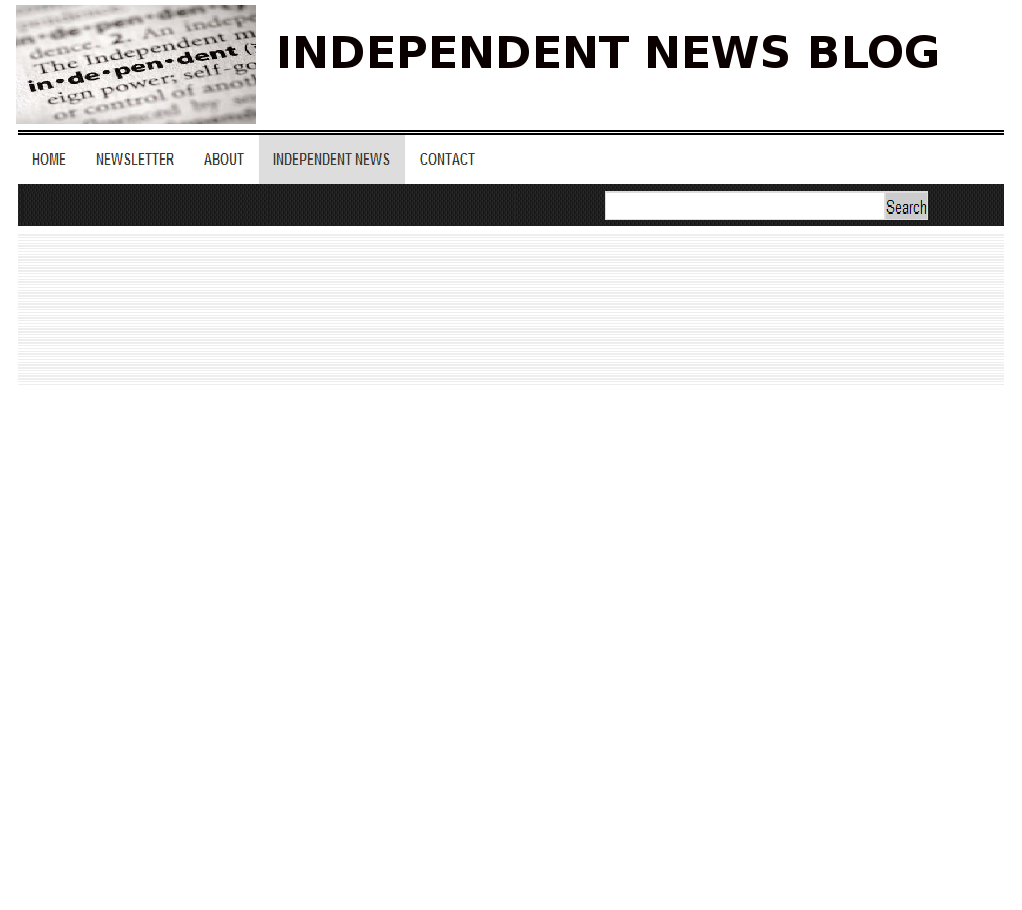 in•de•pen•den
dence. 2. An indepe
The Independent m
in•de•pen•dent (
eign power; self-go
or control of anot
INDEPENDENT NEWS BLOG
HOME NEWSLETTER ABOUT INDEPENDENT NEWS CONTACT
Search